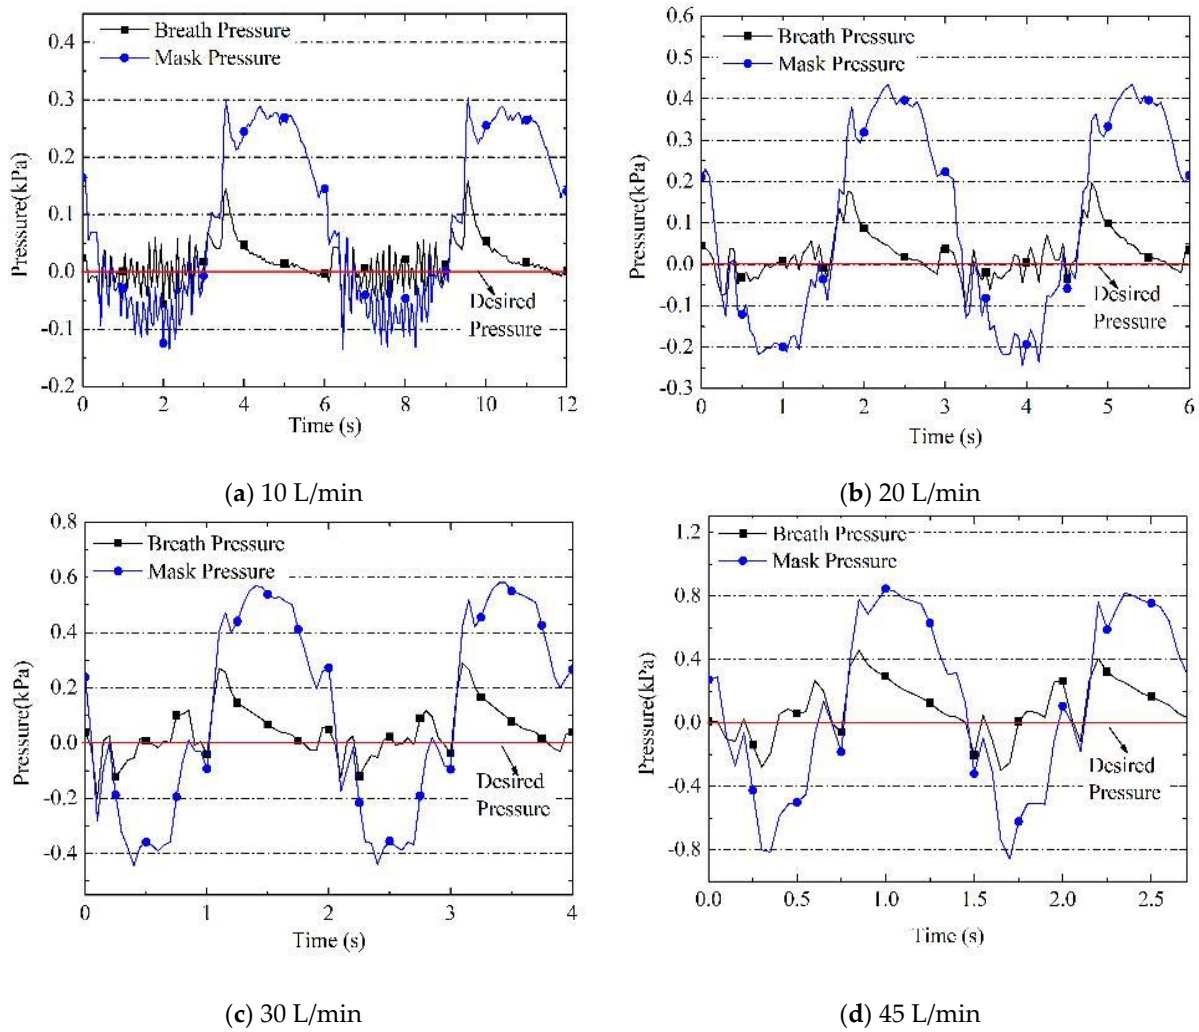 0.4
0.3
0.2
0.1
0.0
-0.1
-0.2
Pressure(kPa)
Breath Pressure
Mask Pressure
Desired
Pressure
0 2 4 6 8 10 12
Time (s)
(a) 10 L/min
0.6
0.5
0.4
0.3
0.2
0.1
0.0
-0.1
-0.2
-0.3
Pressure(kPa)
Breath Pressure
Mask Pressure
Desired
Pressure
0 1 2 3 4 5 6
Time (s)
(b) 20 L/min
0.8
0.6
0.4
0.2
0.0
-0.2
-0.4
Pressure(kPa)
Breath Pressure
Mask Pressure
Desired
Pressure
0 1 2 3 4
Time (s)
(c) 30 L/min
1.2
0.8
0.4
0.0
-0.4
-0.8
Pressure(kPa)
Breath Pressure
Mask Pressure
Desired
Pressure
0.0 0.5 1.0 1.5 2.0 2.5
Time (s)
(d) 45 L/min